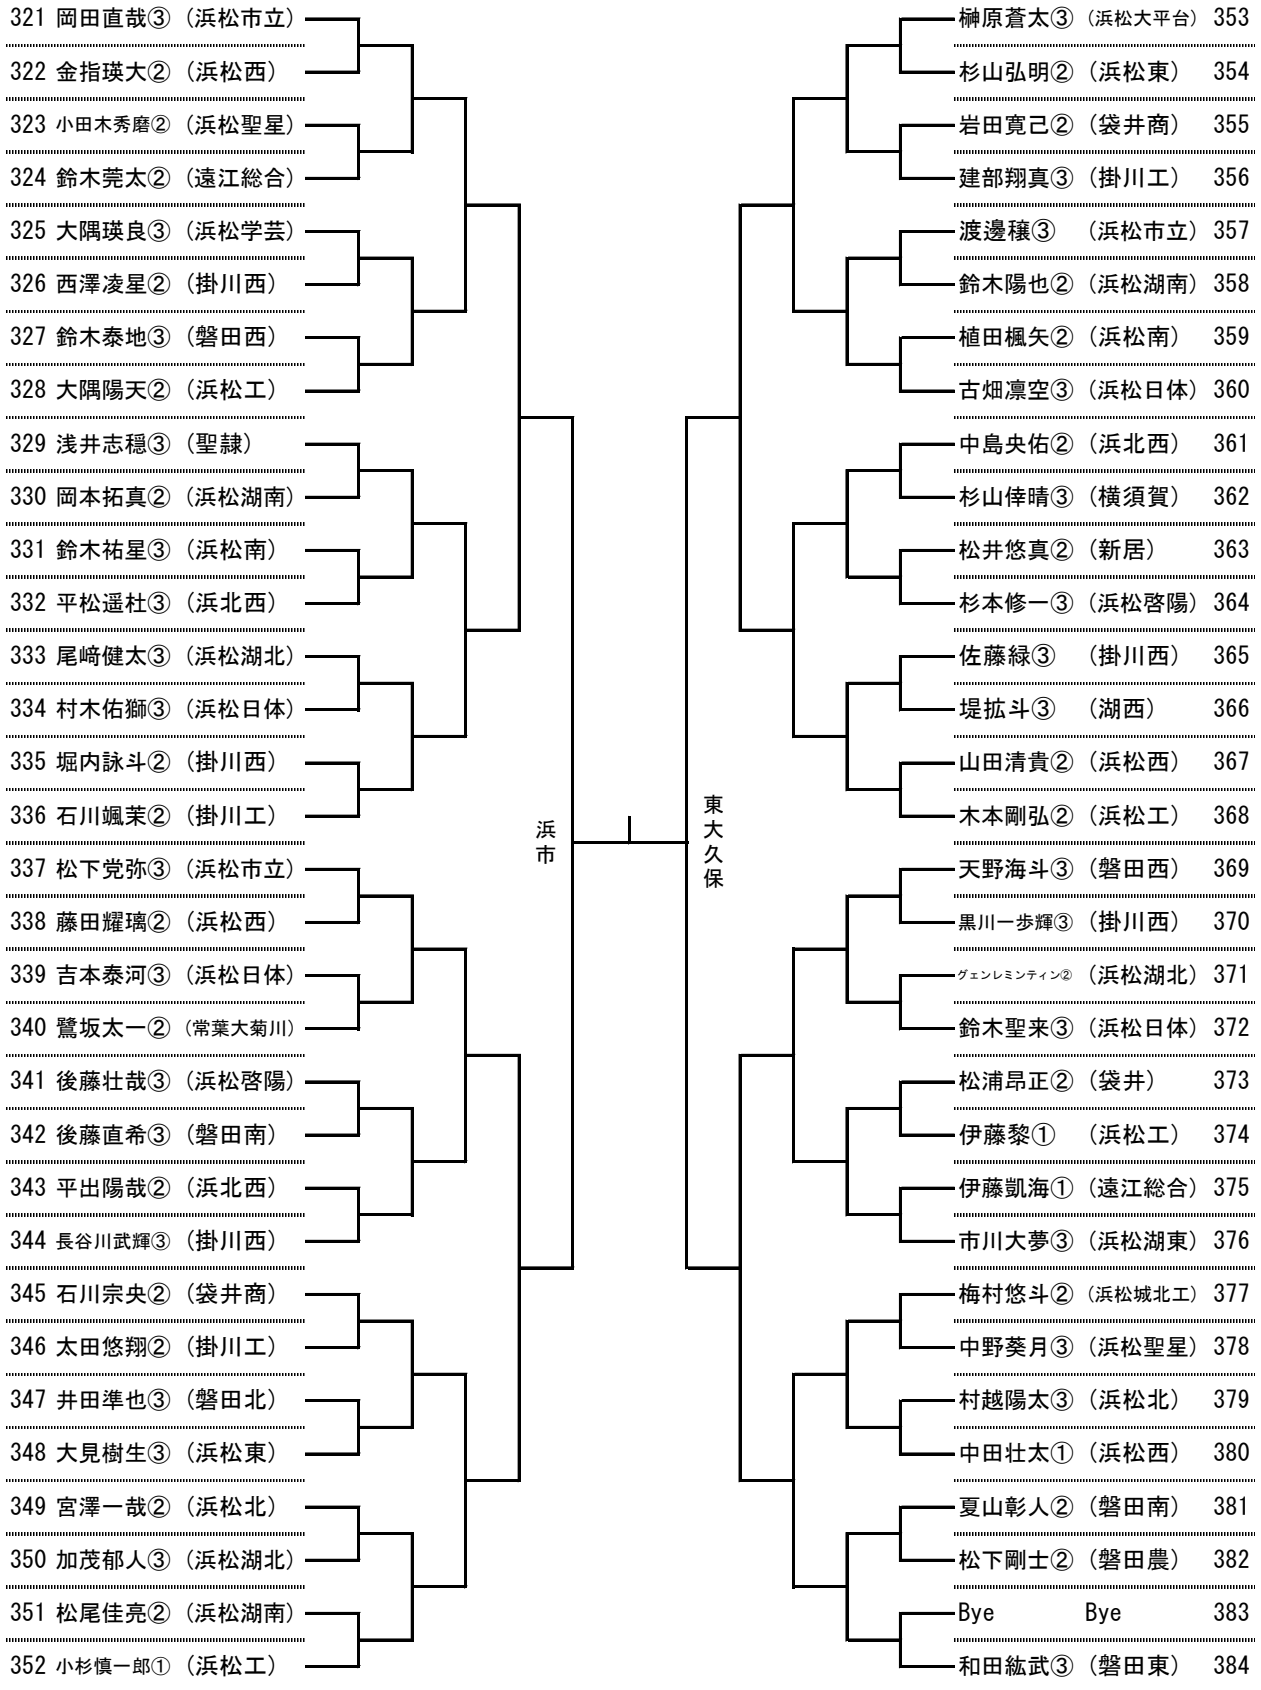 321 岡田直哉③ (浜松市立)
322 金指瑛大② (浜松西)
323 小田木秀磨② (浜松聖星)
324 鈴木莞太② (遠江総合)
325 大隅瑛良③ (浜松学芸)
326 西澤凌星② (掛川西)
327 鈴木泰地③ (磐田西)
328 大隅陽天② (浜松工)
329 浅井志穏③ (聖隷)
330 岡本拓真② (浜松湖南)
331 鈴木祐星③ (浜松南)
332 平松遥杜③ (浜北西)
333 尾﨑健太③ (浜松湖北)
334 村木佑獅③ (浜松日体)
335 堀内詠斗② (掛川西)
336 石川颯茉② (掛川工)
337 松下党弥③ (浜松市立)
338 藤田耀璃② (浜松西)
339 吉本泰河③ (浜松日体)
340 鷺坂太一② (常葉大菊川)
341 後藤壮哉③ (浜松啓陽)
342 後藤直希③ (磐田南)
343 平出陽哉② (浜北西)
344 長谷川武輝③ (掛川西)
345 石川宗央② (袋井商)
346 太田悠翔② (掛川工)
347 井田準也③ (磐田北)
348 大見樹生③ (浜松東)
349 宮澤一哉② (浜松北)
350 加茂郁人③ (浜松湖北)
351 松尾佳亮② (浜松湖南)
352 小杉慎一郎① (浜松工)
浜市
東大久保
榊原蒼太③ (浜松大平台) 353
杉山弘明② (浜松東) 354
岩田寛己② (袋井商) 355
建部翔真③ (掛川工) 356
渡邊穣③ (浜松市立) 357
鈴木陽也② (浜松湖南) 358
植田楓矢② (浜松南) 359
古畑凛空③ (浜松日体) 360
中島央佑② (浜北西) 361
杉山倖晴③ (横須賀) 362
松井悠真② (新居) 363
杉本修一③ (浜松啓陽) 364
佐藤緑③ (掛川西) 365
堤拡斗③ (湖西) 366
山田清貴② (浜松西) 367
木本剛弘② (浜松工) 368
天野海斗③ (磐田西) 369
黒川一歩輝③ (掛川西) 370
グェンレミンティン② (浜松湖北) 371
鈴木聖来③ (浜松日体) 372
松浦昂正② (袋井) 373
伊藤黎① (浜松工) 374
伊藤凱海① (遠江総合) 375
市川大夢③ (浜松湖東) 376
梅村悠斗② (浜松城北工) 377
中野葵月③ (浜松聖星) 378
村越陽太③ (浜松北) 379
中田壮太① (浜松西) 380
夏山彰人② (磐田南) 381
松下剛士② (磐田農) 382
Bye Bye 383
和田紘武③ (磐田東) 384